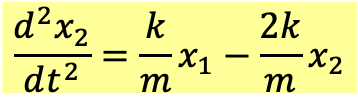 d²x₂/dt² = k/m x₁ − 2k/m x₂